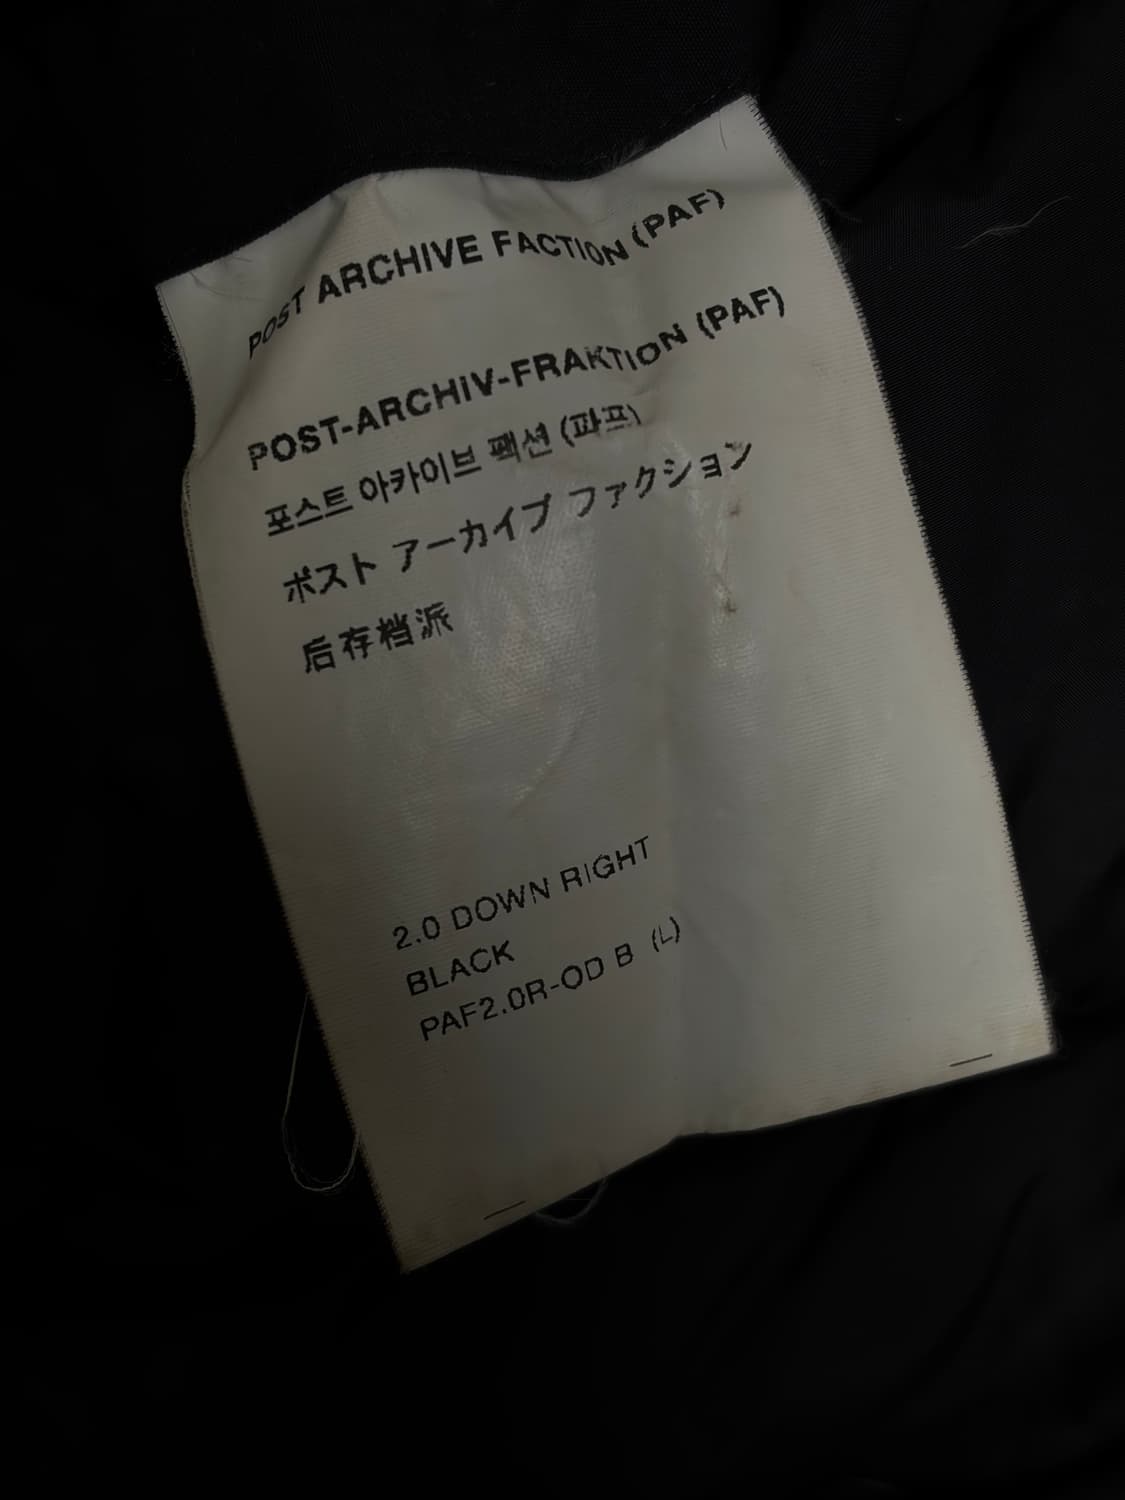 POST ARCHIVE FACTION (PAF)
POST-ARCHIV-FRAKTION (PAF)
포스트 아카이브 팩션 (파프)
ポスト アーカイブ ファクション
后存档派
2.0 DOWN RIGHT
BLACK
PAF2.0R-OD B (L)